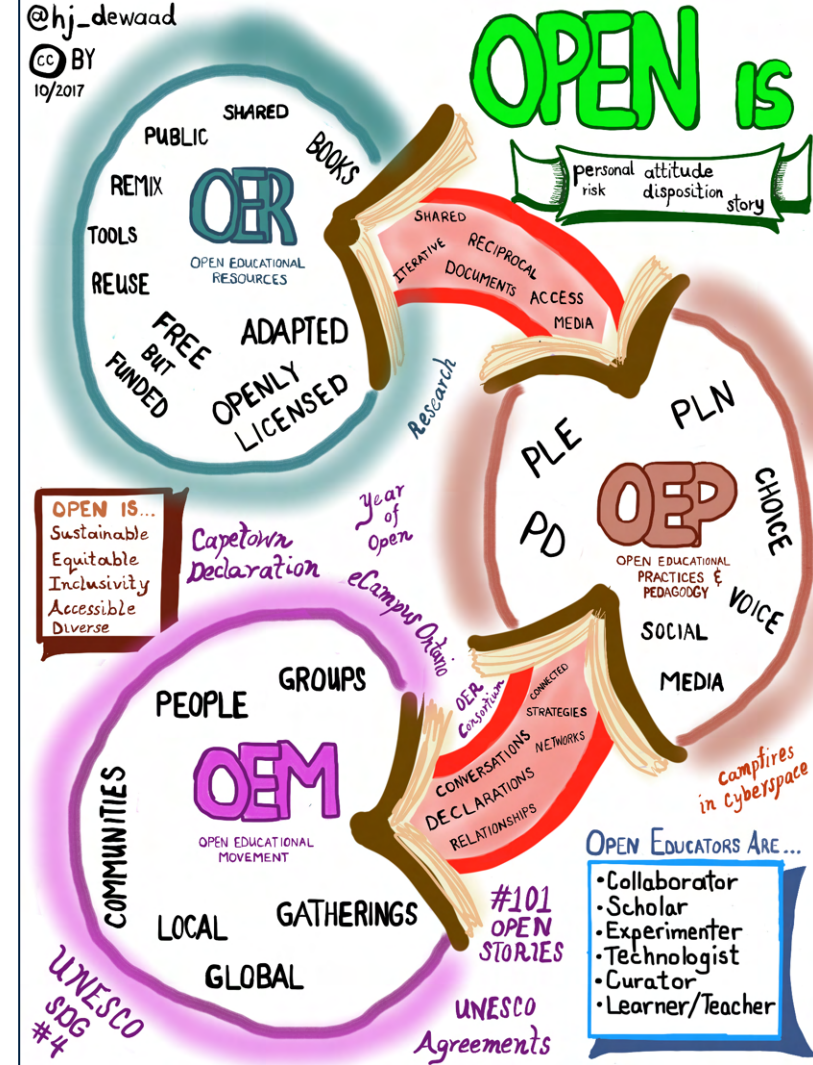 @hj_dewaad
cc BY
10/2017
OPEN IS
personal attitude
risk disposition
story
SHARED
PUBLIC
BOOKS
REMIX
OER
TOOLS
OPEN EDUCATIONAL
RESOURCES
REUSE
FREE
BUT
FUNDED
ADAPTED
OPENLY
LICENSED
SHARED
ITERATIVE
RECIPROCAL
DOCUMENTS
ACCESS
MEDIA
Research
PLE
PLN
PD
OEP
CHOICE
OPEN EDUCATIONAL
PRACTICES &
PEDAGODGY
VOICE
SOCIAL
MEDIA
OPEN IS...
Sustainable
Equitable
Inclusivity
Accessible
Diverse
Capetown
Declaration
Year
of
Open
eCampus Ontario
OER
Consortium
CONNECTED
STRATEGIES
NETWORKS
CONVERSATIONS
DECLARATIONS
RELATIONSHIPS
campfires
in Cyberspace
GROUPS
PEOPLE
OEM
OPEN EDUCATIONAL
MOVEMENT
COMMUNITIES
LOCAL
GATHERINGS
GLOBAL
UNESCO
SDG
#4
#101
OPEN
STORIES
UNESCO
Agreements
OPEN EDUCATORS ARE...
•Collaborator
•Scholar
•Experimenter
•Technologist
•Curator
•Learner/Teacher